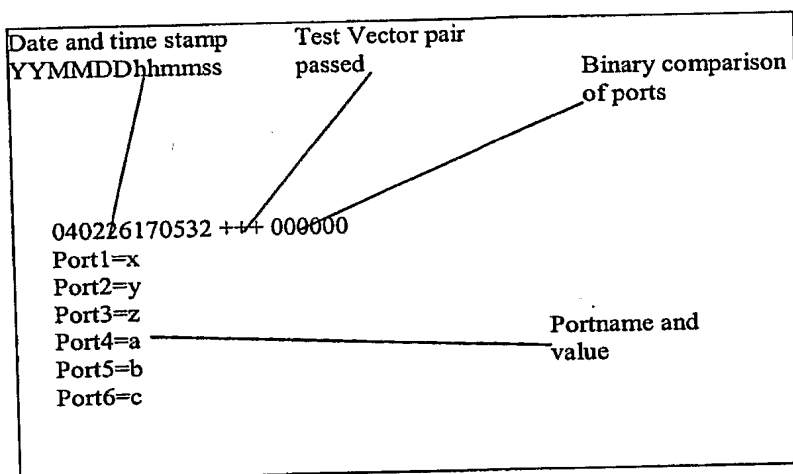 Date and time stamp
YYMMDDhhmmss
Test Vector pair
passed
Binary comparison
of ports
040226170532 +++ 000000
Port1=x
Port2=y
Port3=z
Port4=a
Port5=b
Port6=c
Portname and
value